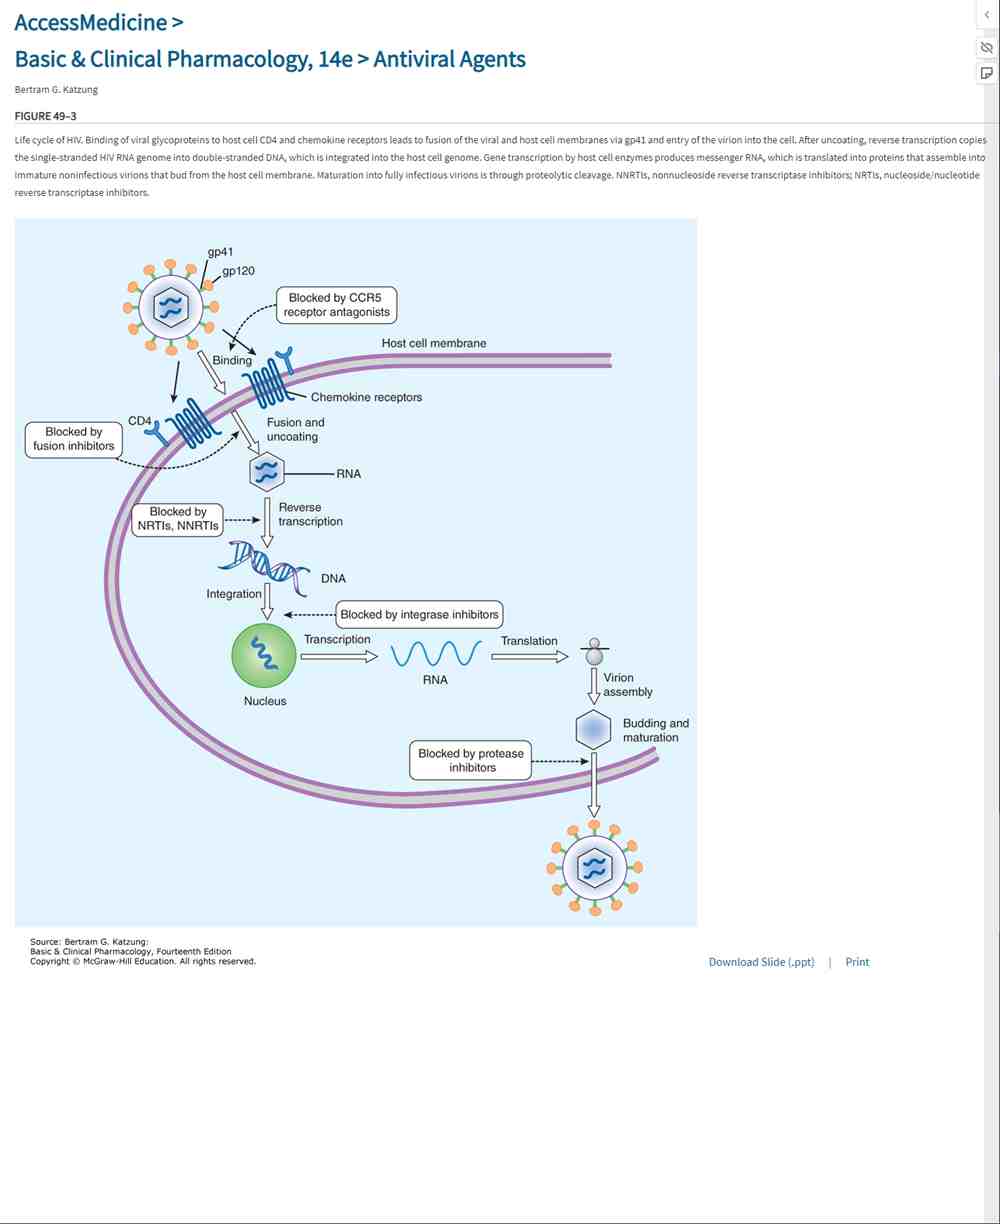 AccessMedicine >
Basic & Clinical Pharmacology, 14e > Antiviral Agents
Bertram G. Katzung
FIGURE 49–3
Life cycle of HIV. Binding of viral glycoproteins to host cell CD4 and chemokine receptors leads to fusion of the viral and host cell membranes via gp41 and entry of the virion into the cell. After uncoating, reverse transcription copies
the single-stranded HIV RNA genome into double-stranded DNA, which is integrated into the host cell genome. Gene transcription by host cell enzymes produces messenger RNA, which is translated into proteins that assemble into
immature noninfectious virions that bud from the host cell membrane. Maturation into fully infectious virions is through proteolytic cleavage. NNRTIs, nonnucleoside reverse transcriptase inhibitors; NRTIs, nucleoside/nucleotide
reverse transcriptase inhibitors.
gp41
gp120
Blocked by CCR5
receptor antagonists
Host cell membrane
Binding
Chemokine receptors
CD4
Fusion and
uncoating
Blocked by
fusion inhibitors
RNA
Reverse
transcription
Blocked by
NRTIs, NNRTIs
DNA
Integration
Blocked by integrase inhibitors
Transcription
Translation
RNA
Nucleus
Virion
assembly
Budding and
maturation
Blocked by protease
inhibitors
Source: Bertram G. Katzung:
Basic & Clinical Pharmacology, Fourteenth Edition
Copyright © McGraw-Hill Education. All rights reserved.
Download Slide (.ppt) | Print